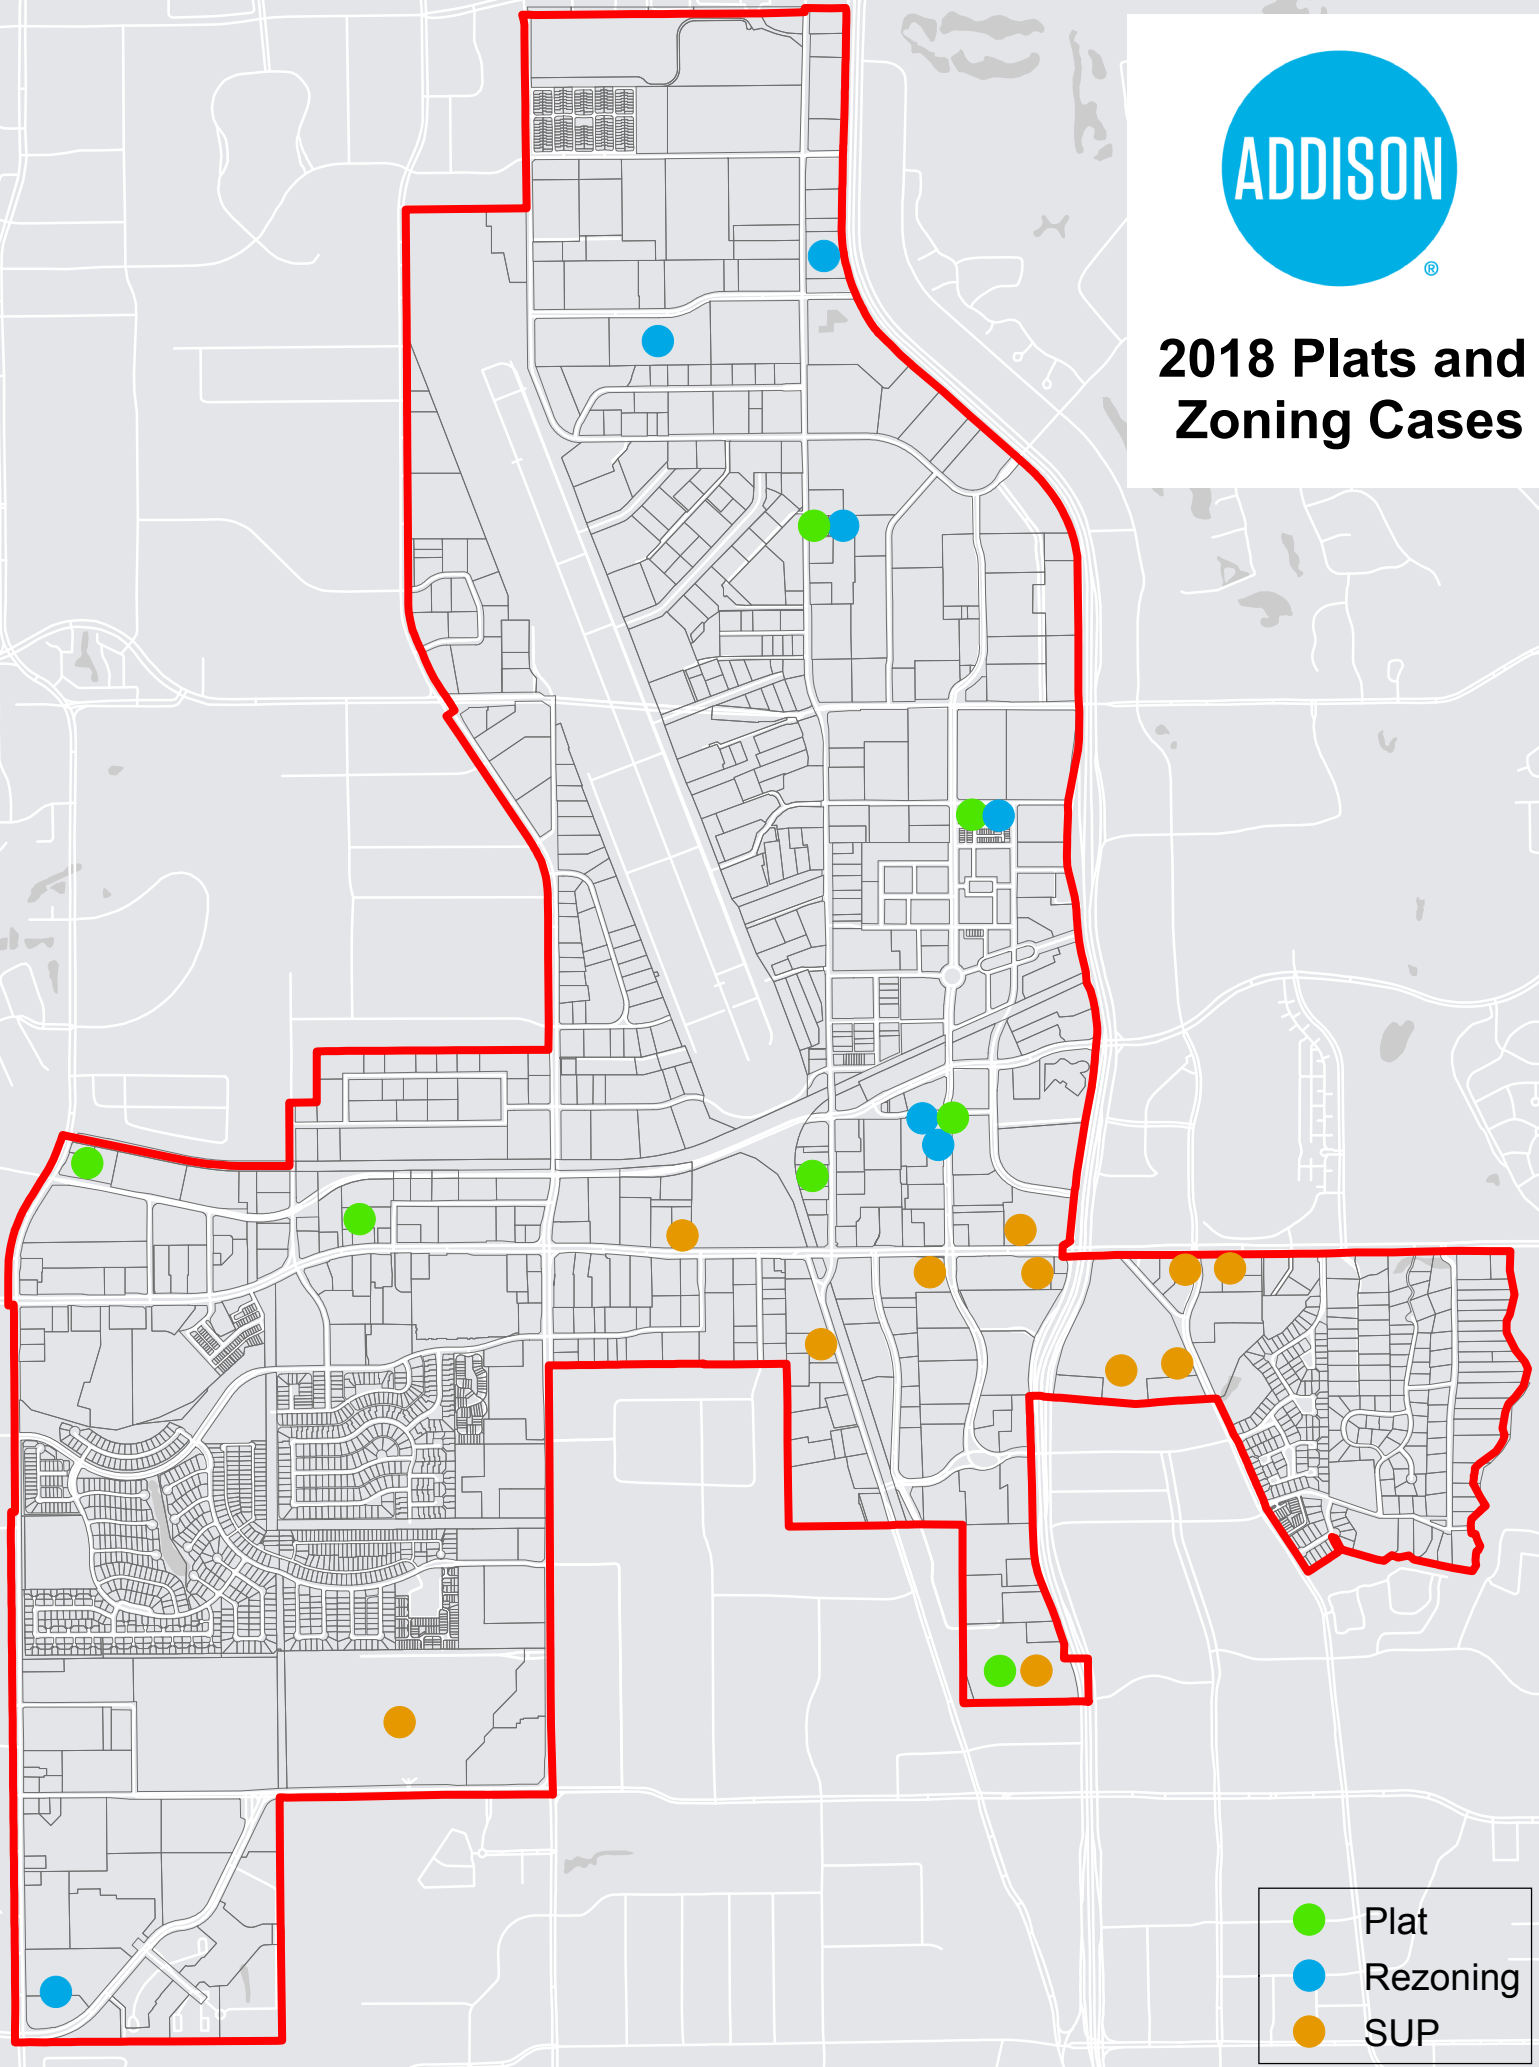 ADDISON
®
2018 Plats and
Zoning Cases
Plat
Rezoning
SUP